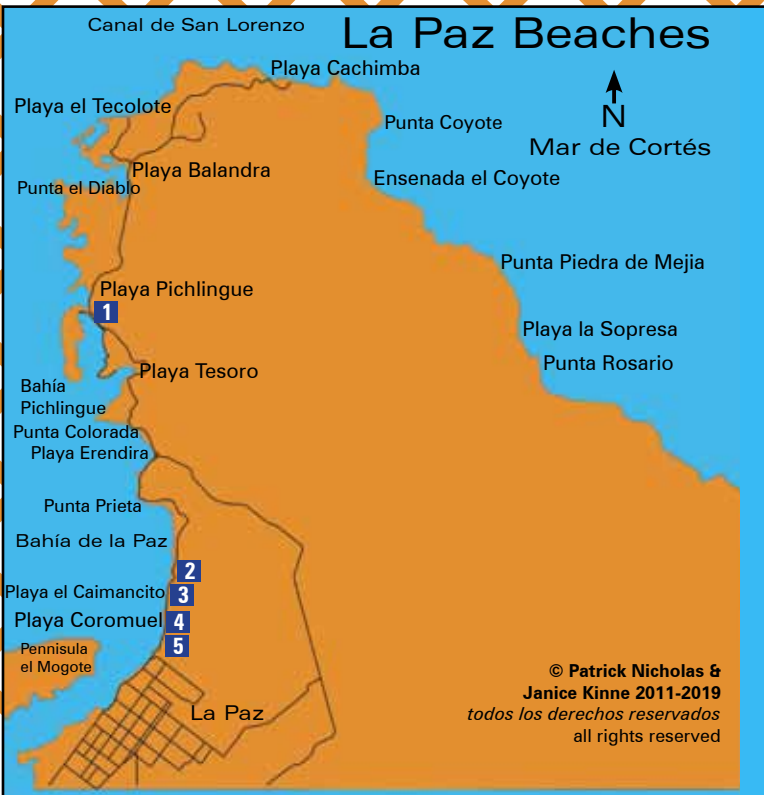 Canal de San Lorenzo
La Paz Beaches
Playa Cachimba
Playa el Tecolote
Punta Coyote
N
Mar de Cortés
Playa Balandra
Punta el Diablo
Ensenada el Coyote
Punta Piedra de Mejia
Playa Pichlingue
1
Playa la Sopresa
Punta Rosario
Playa Tesoro
Bahía
Pichlingue
Punta Colorada
Playa Erendira
Punta Prieta
Bahía de la Paz
2
Playa el Caimancito
3
Playa Coromuel
4
5
Pennisula
el Mogote
La Paz
© Patrick Nicholas &
Janice Kinne 2011-2019
todos los derechos reservados
all rights reserved